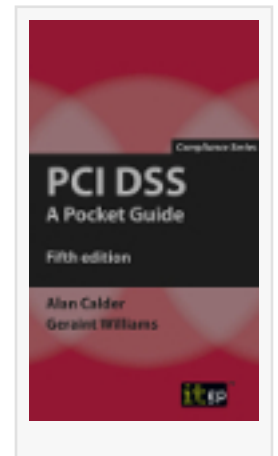 Compliance Series
PCI DSS
A Pocket Guide
Fifth edition
Alan Calder
Geraint Williams
itgp